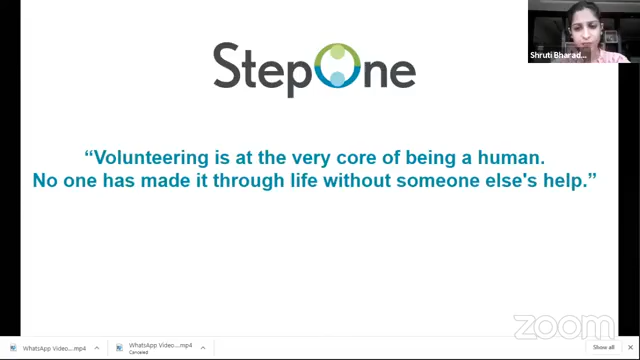 Shruti Bharad...
StepOne
“Volunteering is at the very core of being a human.
No one has made it through life without someone else's help.”
zoom
WhatsApp Video....mp4
WhatsApp Video....mp4
Canceled
Show all